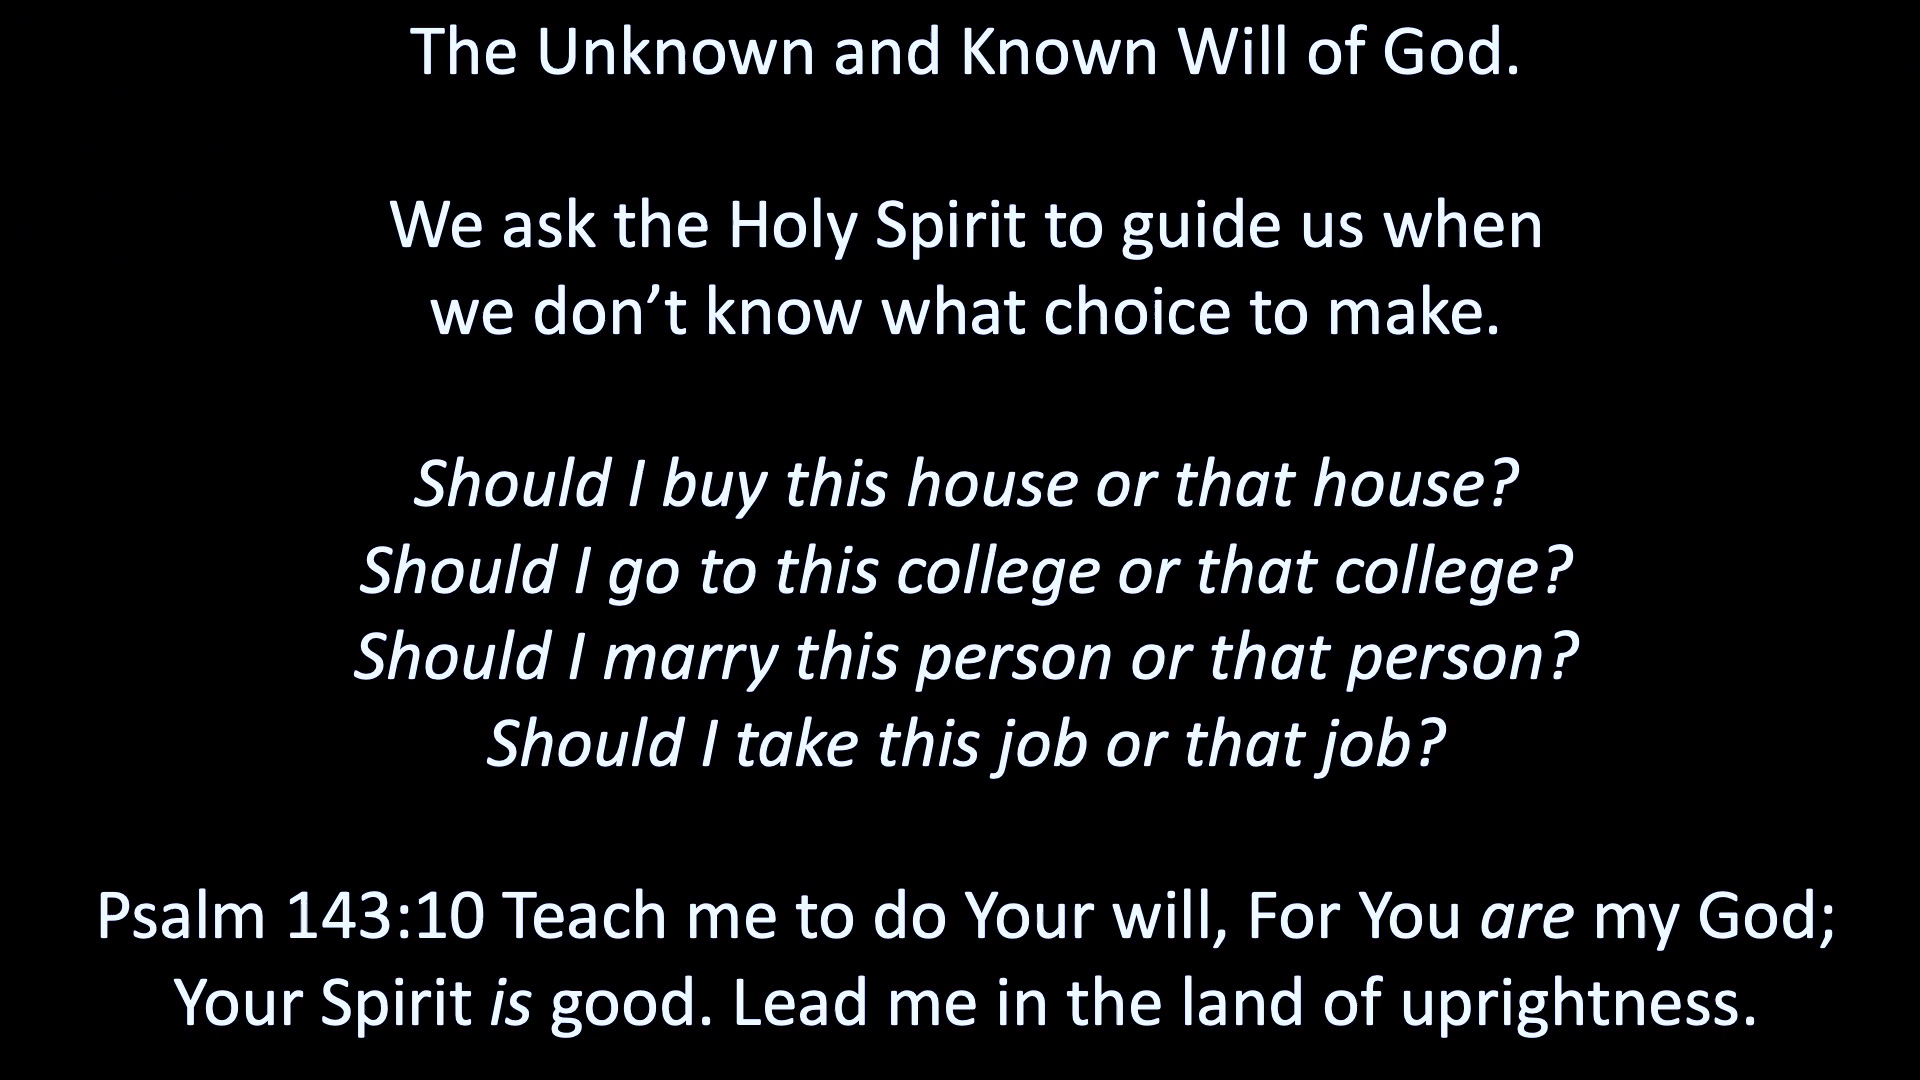 The Unknown and Known Will of God.
We ask the Holy Spirit to guide us when
we don’t know what choice to make.
Should I buy this house or that house?
Should I go to this college or that college?
Should I marry this person or that person?
Should I take this job or that job?
Psalm 143:10 Teach me to do Your will, For You are my God;
Your Spirit is good. Lead me in the land of uprightness.